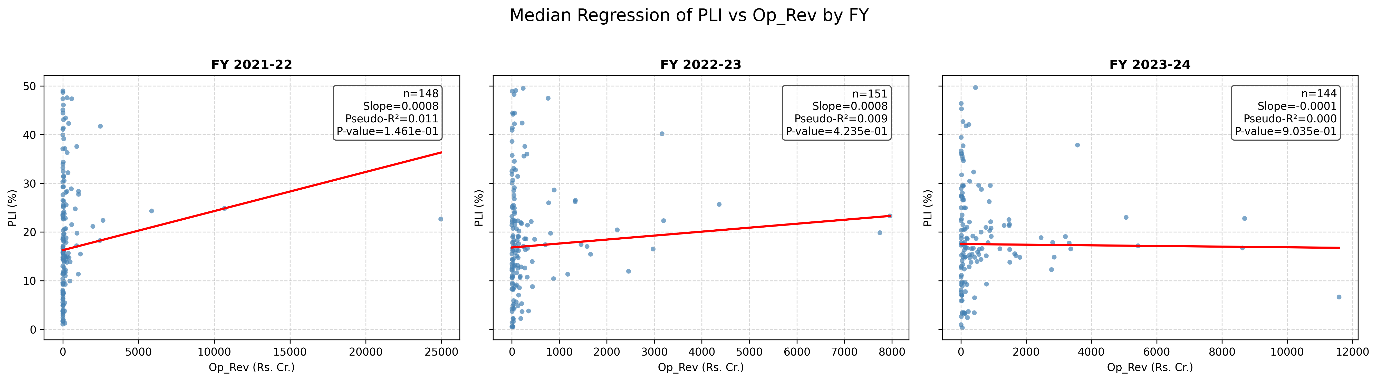 Median Regression of PLI vs Op_Rev by FY
FY 2021-22
n=148
Slope=0.0008
Pseudo-R²=0.011
P-value=1.461e-01
PLI (%)
50
40
30
20
10
0
0 5000 10000 15000 20000 25000
Op_Rev (Rs. Cr.)
FY 2022-23
n=151
Slope=0.0008
Pseudo-R²=0.009
P-value=4.235e-01
PLI (%)
0 1000 2000 3000 4000 5000 6000 7000 8000
Op_Rev (Rs. Cr.)
FY 2023-24
n=144
Slope=-0.0001
Pseudo-R²=0.000
P-value=9.035e-01
PLI (%)
0 2000 4000 6000 8000 10000 12000
Op_Rev (Rs. Cr.)